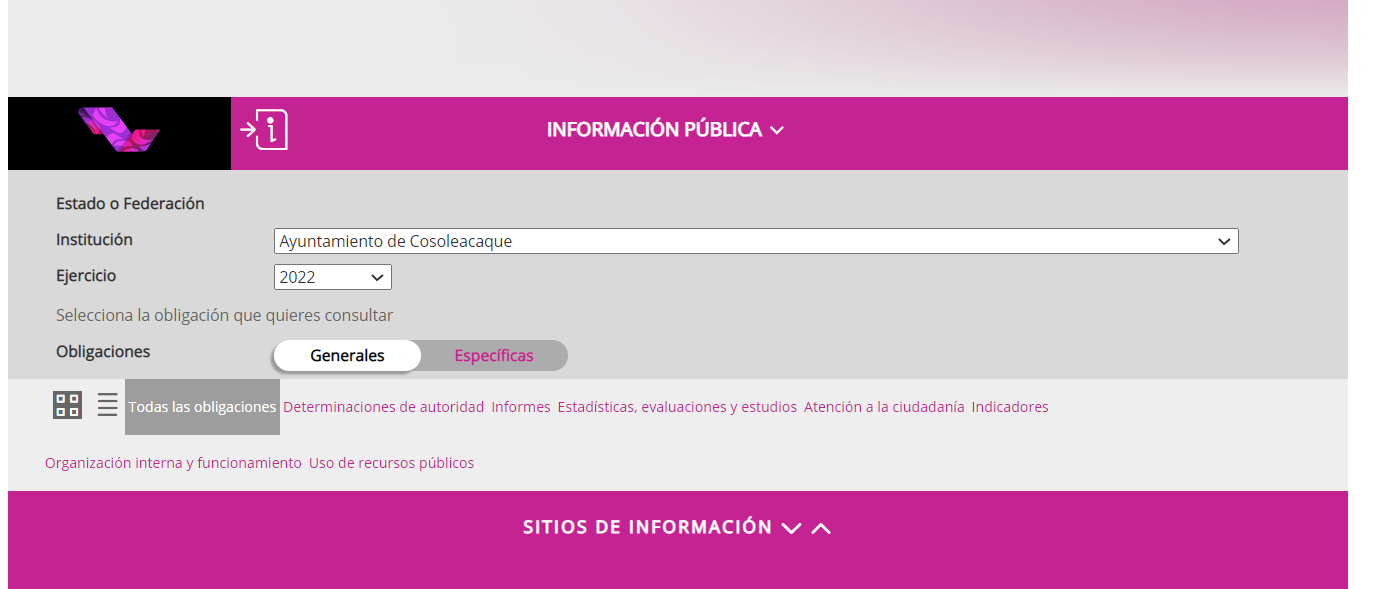 INFORMACIÓN PÚBLICA
Estado o Federación
Institución Ayuntamiento de Cosoleacaque
Ejercicio 2022
Selecciona la obligación que quieres consultar
Obligaciones Generales Específicas
Todas las obligaciones Determinaciones de autoridad Informes Estadísticas, evaluaciones y estudios Atención a la ciudadanía Indicadores
Organización interna y funcionamiento Uso de recursos públicos
SITIOS DE INFORMACIÓN